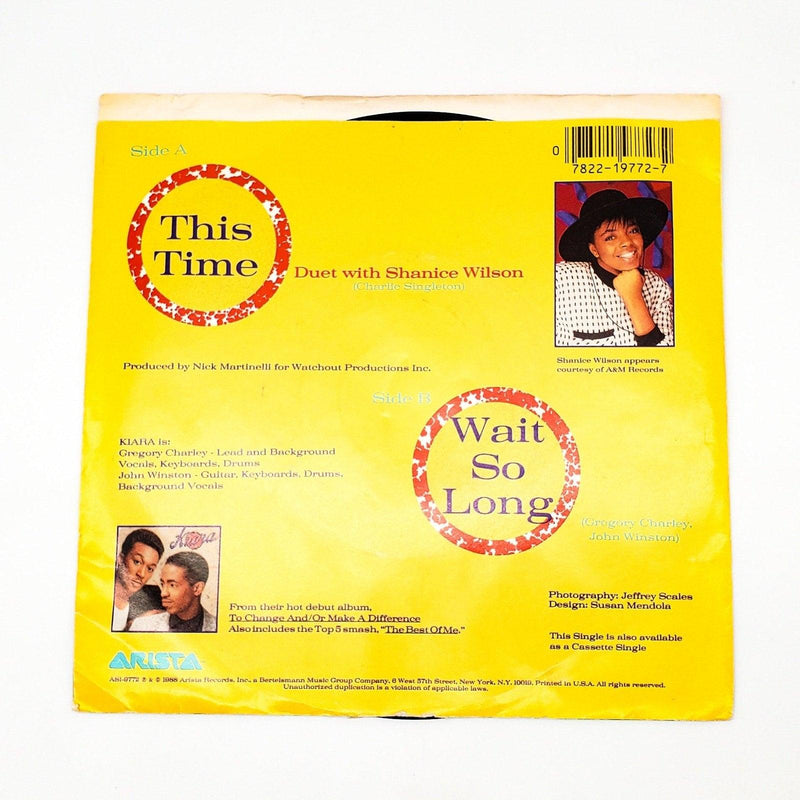 Side A
This
Time
Duet with Shanice Wilson
(Charlie Singleton)
0
7822-19772-7
Shanice Wilson appears
courtesy of A&M Records
Produced by Nick Martinelli for Watchout Productions Inc.
Side B
Wait
So
Long
(Gregory Charley,
John Winston)
KIARA is:
Gregory Charley - Lead and Background
Vocals, Keyboards, Drums
John Winston - Guitar, Keyboards, Drums,
Background Vocals
Kiara
From their hot debut album,
To Change And/Or Make A Difference
Also includes the Top 5 smash, "The Best Of Me."
Photography: Jeffrey Scales
Design: Susan Mendola
This Single is also available
as a Cassette Single
ARISTA
AS1-9772 ℗ & © 1988 Arista Records, Inc., a Bertelsmann Music Group Company, 6 West 57th Street, New York, N.Y. 10019. Printed in U.S.A. All rights reserved.
Unauthorized duplication is a violation of applicable laws.